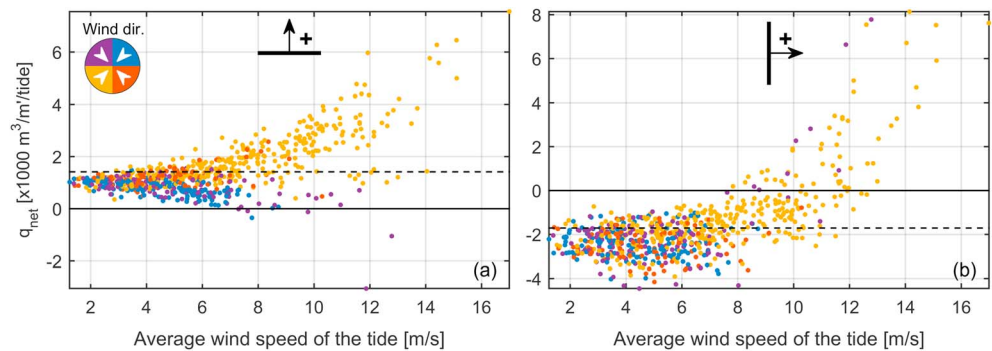 Wind dir.
+
(a)
6
4
2
0
-2
q_net [x1000 m³/m'/tide]
2 4 6 8 10 12 14 16
Average wind speed of the tide [m/s]
+
(b)
8
6
4
2
0
-2
-4
2 4 6 8 10 12 14 16
Average wind speed of the tide [m/s]